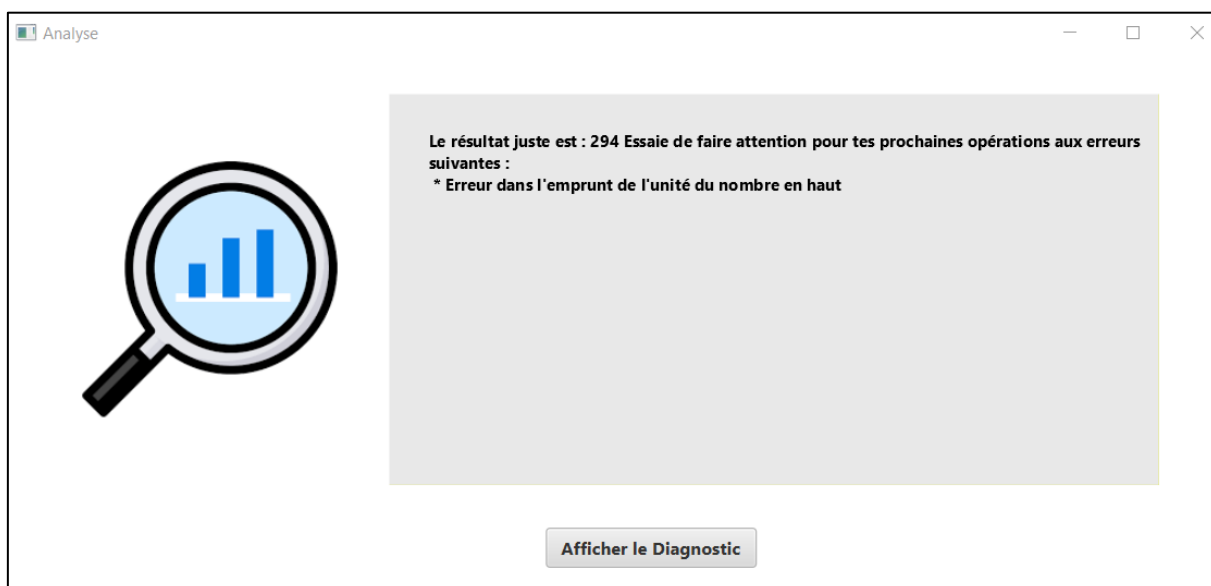 Analyse
Le résultat juste est : 294 Essaie de faire attention pour tes prochaines opérations aux erreurs
suivantes :
* Erreur dans l'emprunt de l'unité du nombre en haut
Afficher le Diagnostic